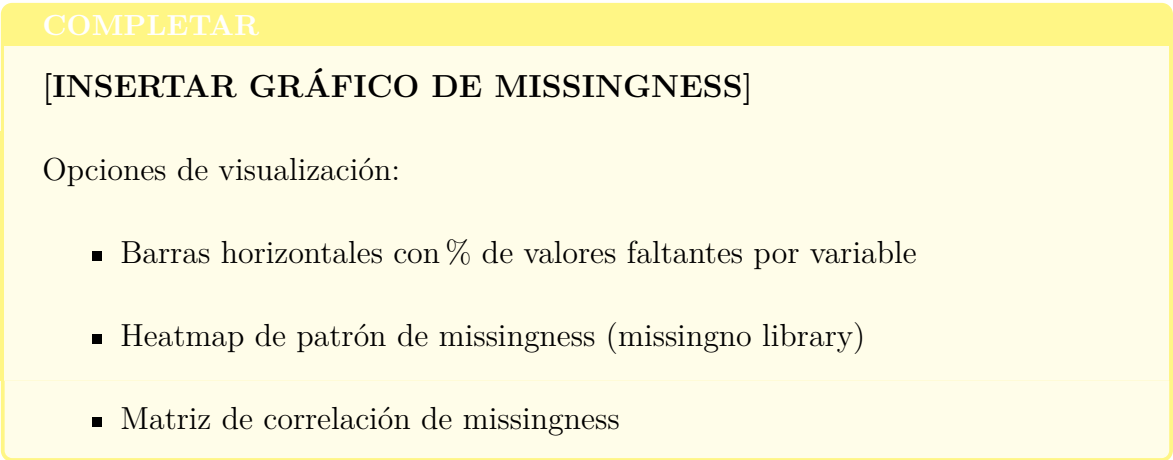 COMPLETAR
[INSERTAR GRÁFICO DE MISSINGNESS]
Opciones de visualización:
▪ Barras horizontales con % de valores faltantes por variable
▪ Heatmap de patrón de missingness (missingno library)
▪ Matriz de correlación de missingness